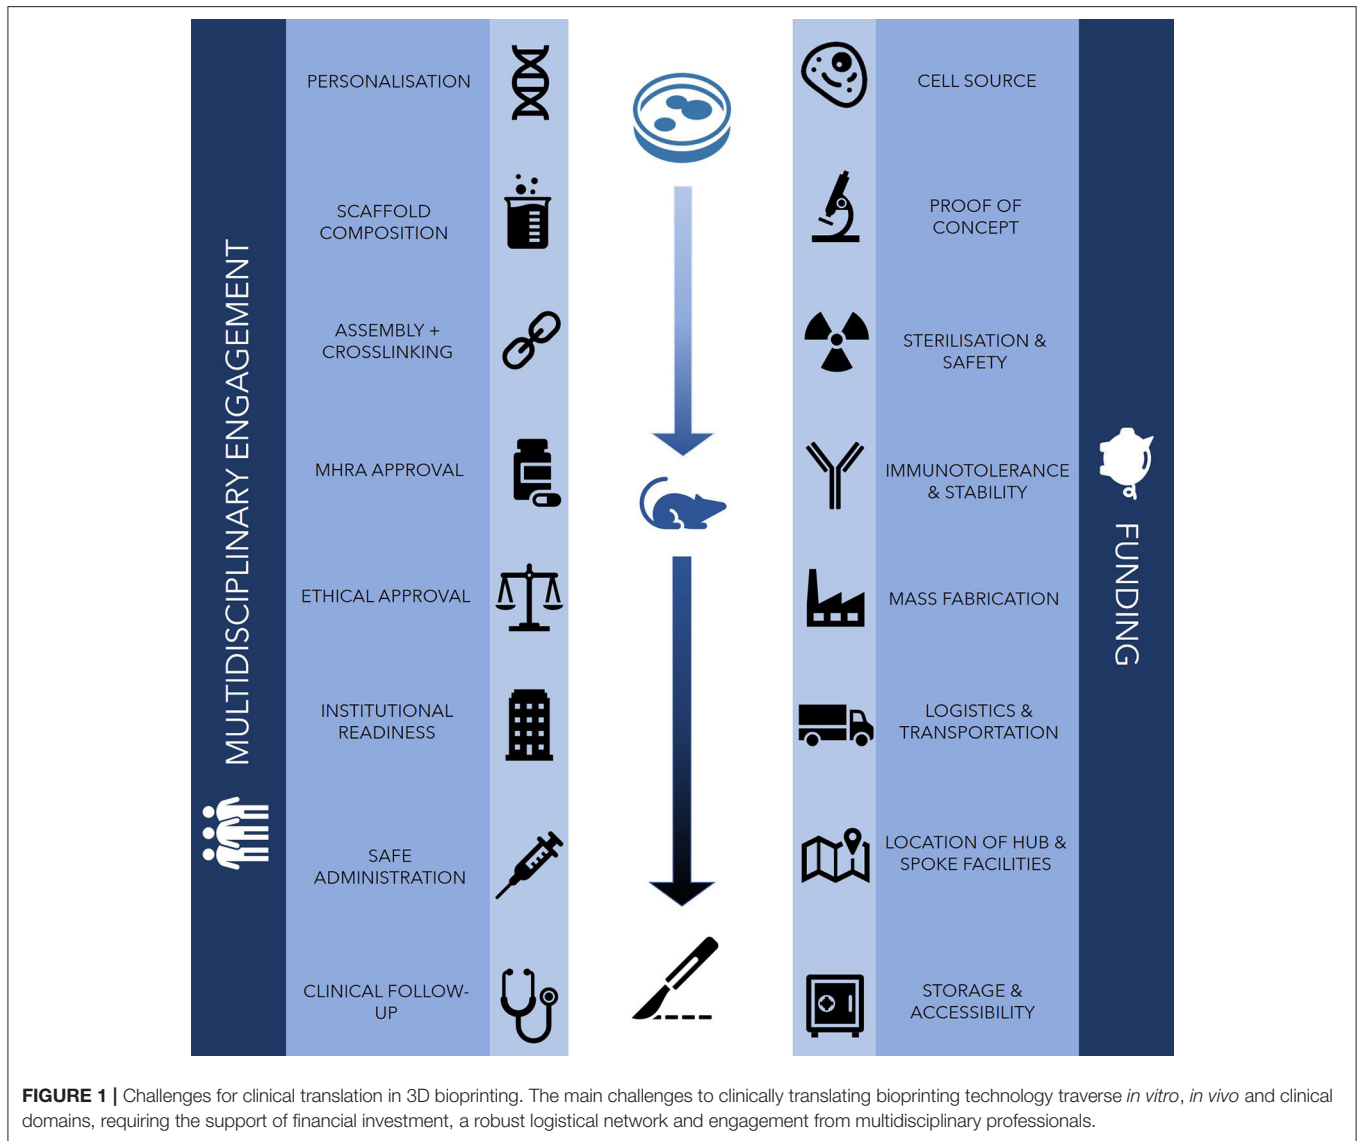 MULTIDISCIPLINARY ENGAGEMENT
PERSONALISATION
SCAFFOLD
COMPOSITION
ASSEMBLY +
CROSSLINKING
MHRA APPROVAL
ETHICAL APPROVAL
INSTITUTIONAL
READINESS
SAFE
ADMINISTRATION
CLINICAL FOLLOW-
UP
CELL SOURCE
PROOF OF
CONCEPT
STERILISATION &
SAFETY
IMMUNOTOLERANCE
& STABILITY
MASS FABRICATION
LOGISTICS &
TRANSPORTATION
LOCATION OF HUB &
SPOKE FACILITIES
STORAGE &
ACCESSIBILITY
FUNDING
FIGURE 1 | Challenges for clinical translation in 3D bioprinting. The main challenges to clinically translating bioprinting technology traverse in vitro, in vivo and clinical
domains, requiring the support of financial investment, a robust logistical network and engagement from multidisciplinary professionals.